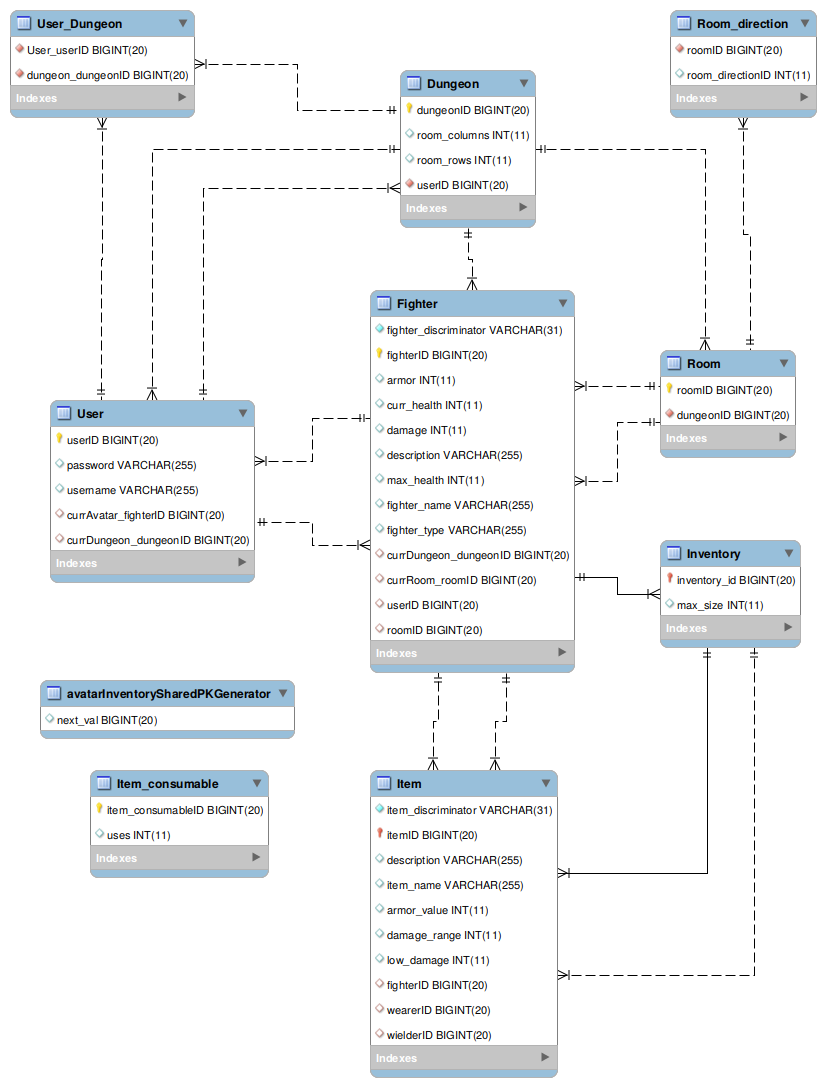 User_Dungeon
User_userID BIGINT(20)
dungeon_dungeonID BIGINT(20)
Indexes
Room_direction
roomID BIGINT(20)
room_directionID INT(11)
Indexes
Dungeon
dungeonID BIGINT(20)
room_columns INT(11)
room_rows INT(11)
userID BIGINT(20)
Indexes
Fighter
fighter_discriminator VARCHAR(31)
fighterID BIGINT(20)
armor INT(11)
curr_health INT(11)
damage INT(11)
description VARCHAR(255)
max_health INT(11)
fighter_name VARCHAR(255)
fighter_type VARCHAR(255)
currDungeon_dungeonID BIGINT(20)
currRoom_roomID BIGINT(20)
userID BIGINT(20)
roomID BIGINT(20)
Indexes
Room
roomID BIGINT(20)
dungeonID BIGINT(20)
Indexes
User
userID BIGINT(20)
password VARCHAR(255)
username VARCHAR(255)
currAvatar_fighterID BIGINT(20)
currDungeon_dungeonID BIGINT(20)
Indexes
Inventory
inventory_id BIGINT(20)
max_size INT(11)
Indexes
avatarInventorySharedPKGenerator
next_val BIGINT(20)
Item_consumable
item_consumableID BIGINT(20)
uses INT(11)
Indexes
Item
item_discriminator VARCHAR(31)
itemID BIGINT(20)
description VARCHAR(255)
item_name VARCHAR(255)
armor_value INT(11)
damage_range INT(11)
low_damage INT(11)
fighterID BIGINT(20)
wearerID BIGINT(20)
wielderID BIGINT(20)
Indexes